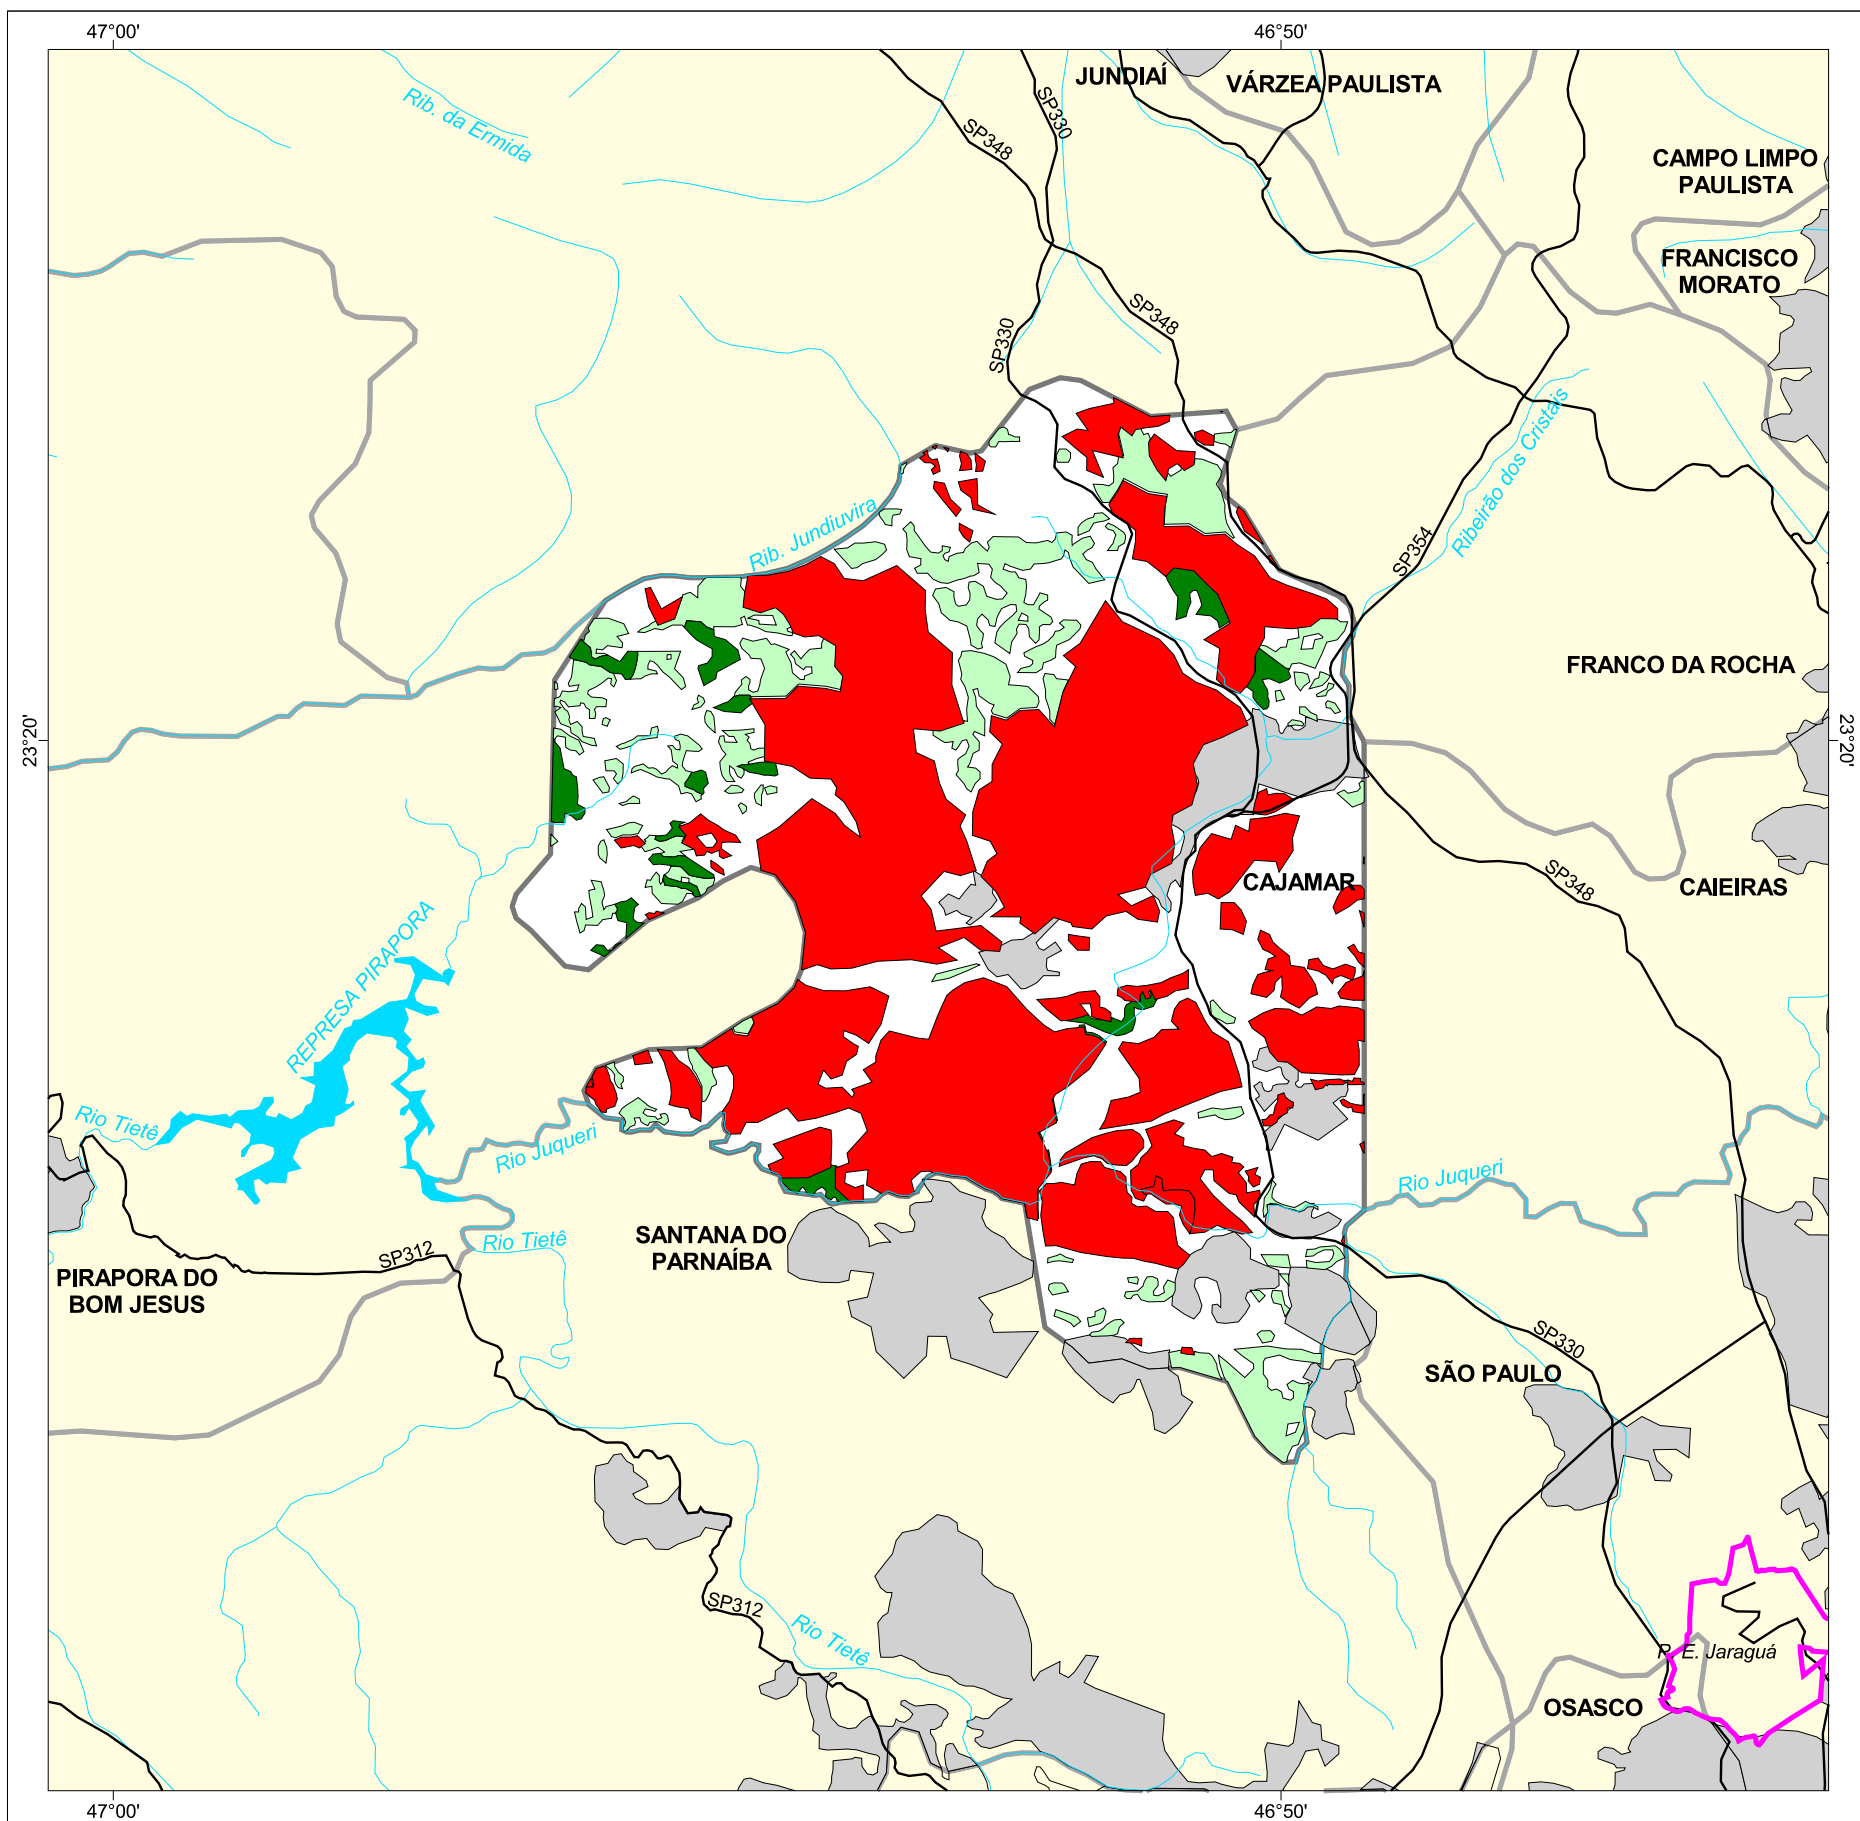 47°00'
46°50'
JUNDIAÍ
VÁRZEA PAULISTA
Rib. da Ermida
SP330
SP348
CAMPO LIMPO
PAULISTA
FRANCISCO
MORATO
SP348
SP330
Ribeirão dos Cristais
Rib. Jundiuvira
SP354
FRANCO DA ROCHA
23°20'
23°20'
CAJAMAR
SP348
CAIEIRAS
REPRESA PIRAPORA
Rio Tietê
Rio Juqueri
Rio Juqueri
SANTANA DO
PARNAÍBA
Rio Tietê
SP312
PIRAPORA DO
BOM JESUS
SP330
SÃO PAULO
SP312
Rio Tietê
P. E. Jaraguá
OSASCO
47°00'
46°50'